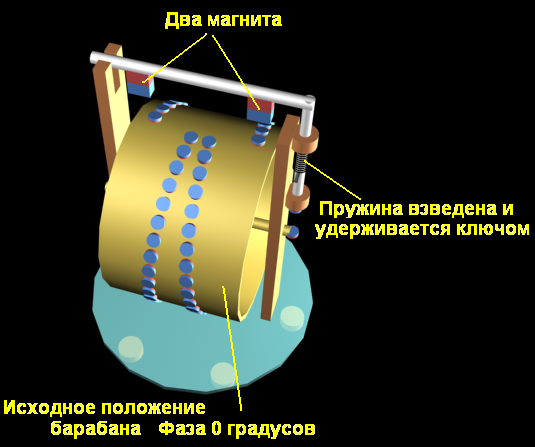 Два магнита
Пружина взведена и
удерживается ключом
Исходное положение
барабана Фаза 0 градусов